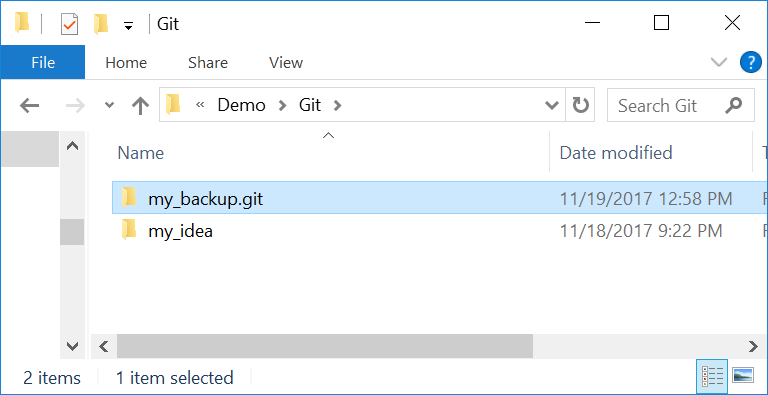 Git
File Home Share View
« Demo > Git > Search Git
Name Date modified
my_backup.git 11/19/2017 12:58 PM
my_idea 11/18/2017 9:22 PM
2 items 1 item selected